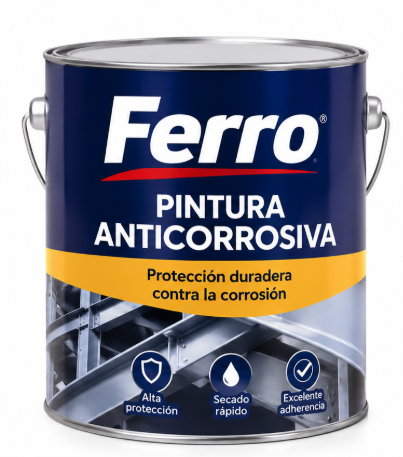 Ferro®
PINTURA
ANTICORROSIVA
Protección duradera
contra la corrosión
Alta
protección
Secado
rápido
Excelente
adherencia